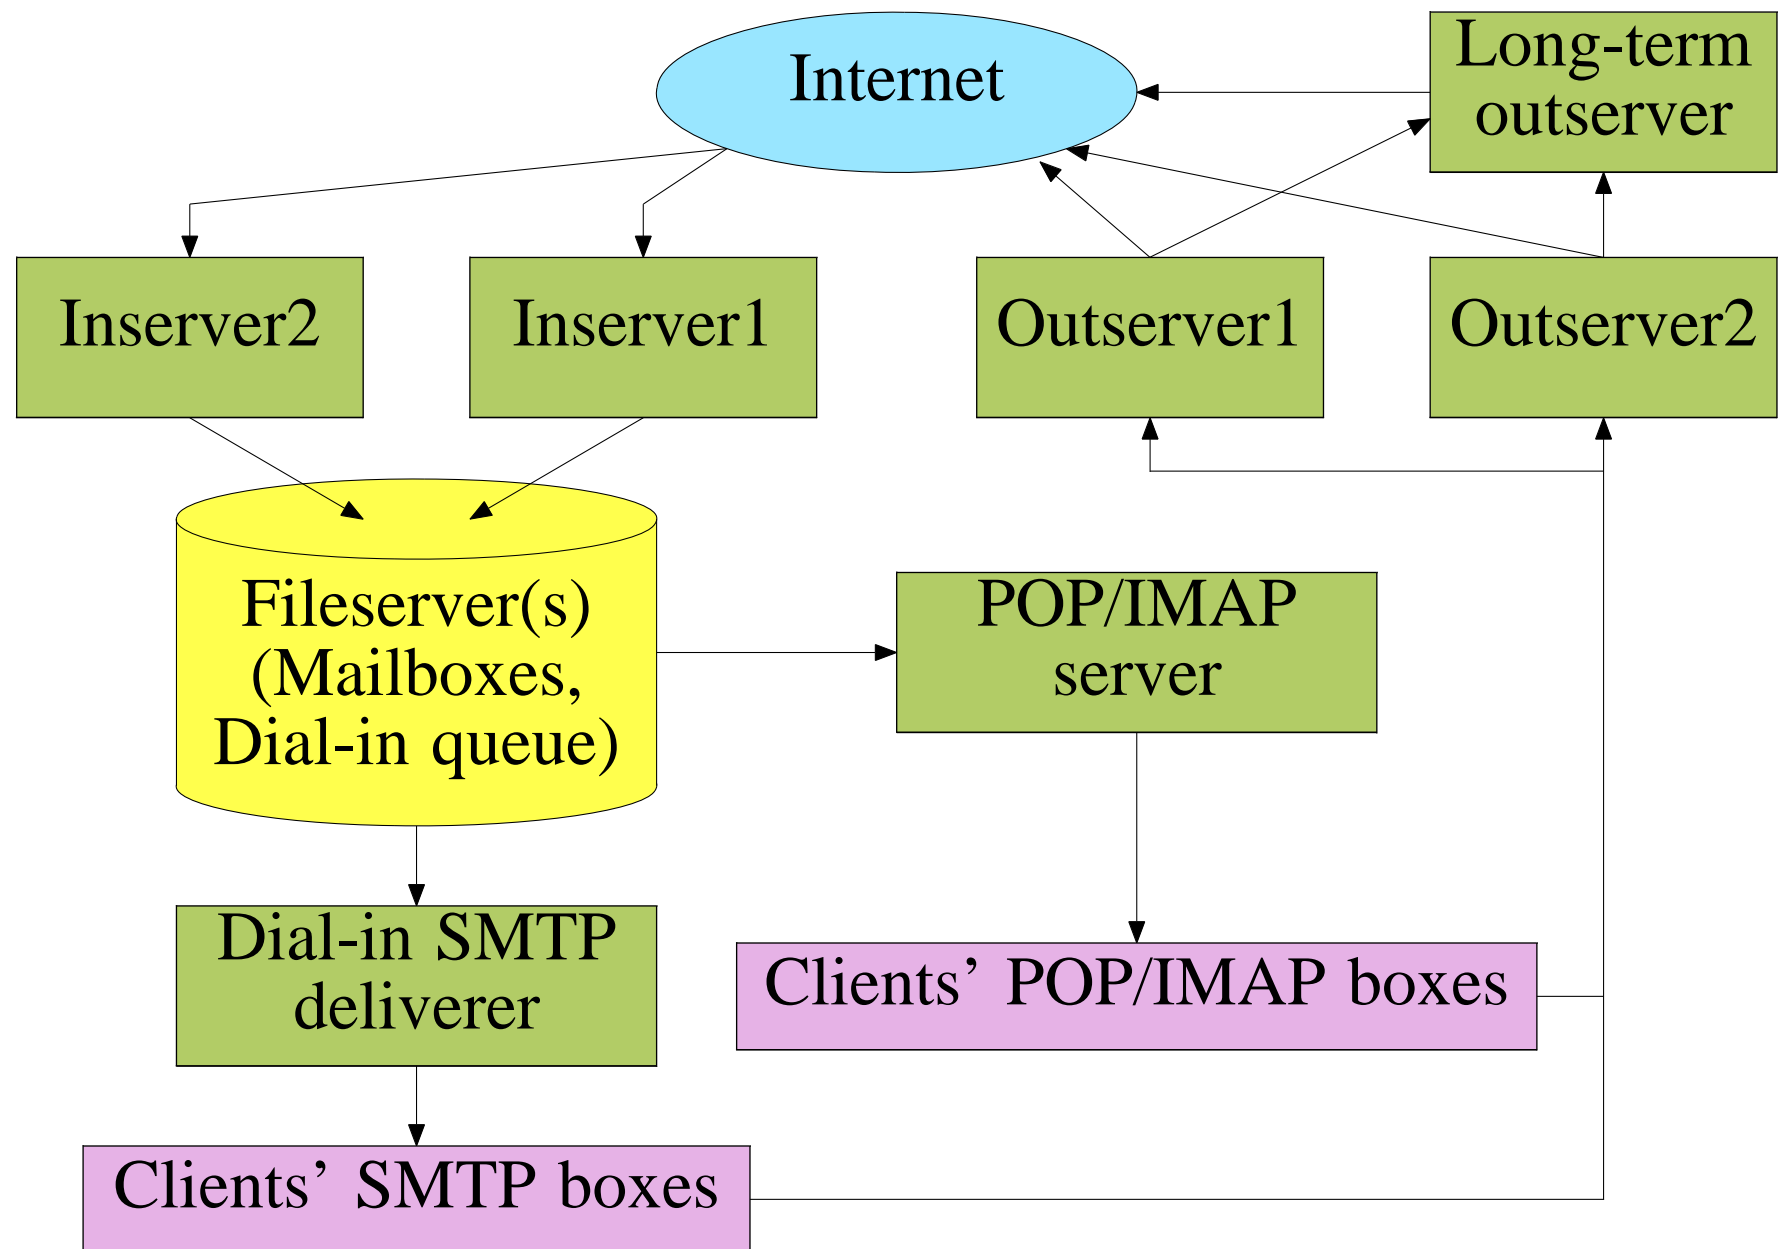 Internet
Long-term
outserver
Inserver2
Inserver1
Outserver1
Outserver2
Fileserver(s)
(Mailboxes,
Dial-in queue)
POP/IMAP
server
Dial-in SMTP
deliverer
Clients’ POP/IMAP boxes
Clients’ SMTP boxes